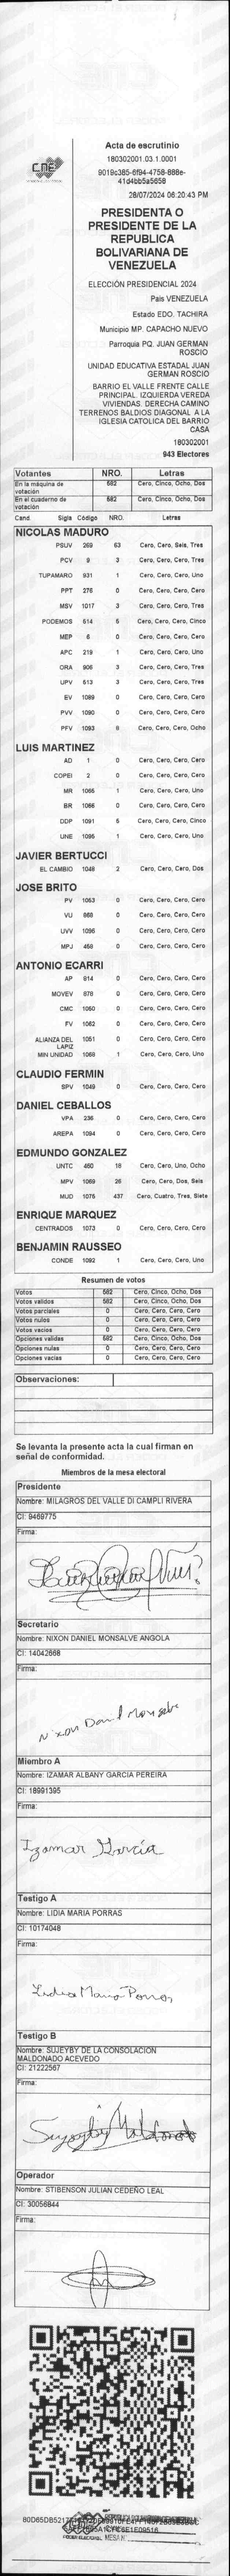 CNE
Acta de escrutinio
180302001.03.1.0001
9019c385-6f94-4758-888e-
41d4bb5a5658
28/07/2024 06:20:43 PM
PRESIDENTA O
PRESIDENTE DE LA
REPUBLICA
BOLIVARIANA DE
VENEZUELA
ELECCIÓN PRESIDENCIAL 2024
País VENEZUELA
Estado EDO. TACHIRA
Municipio MP. CAPACHO NUEVO
Parroquia PQ. JUAN GERMAN
ROSCIO
UNIDAD EDUCATIVA ESTADAL JUAN
GERMAN ROSCIO
BARRIO EL VALLE FRENTE CALLE
PRINCIPAL. IZQUIERDA VEREDA
VIVIENDAS. DERECHA CAMINO
TERRENOS BALDIOS DIAGONAL A LA
IGLESIA CATOLICA DEL BARRIO
CASA
180302001
943 Electores
Votantes NRO. Letras
En la máquina de votación 582 Cero, Cinco, Ocho, Dos
En el cuaderno de votación 582 Cero, Cinco, Ocho, Dos
Cand. Sigla Código NRO. Letras
NICOLAS MADURO
PSUV 269 63 Cero, Cero, Seis, Tres
PCV 9 3 Cero, Cero, Cero, Tres
TUPAMARO 931 1 Cero, Cero, Cero, Uno
PPT 275 0 Cero, Cero, Cero, Cero
MSV 1017 3 Cero, Cero, Cero, Tres
PODEMOS 514 5 Cero, Cero, Cero, Cinco
MEP 6 0 Cero, Cero, Cero, Cero
APC 219 1 Cero, Cero, Cero, Uno
ORA 906 3 Cero, Cero, Cero, Tres
UPV 513 3 Cero, Cero, Cero, Tres
EV 1089 0 Cero, Cero, Cero, Cero
PVV 1090 0 Cero, Cero, Cero, Cero
PFV 1093 8 Cero, Cero, Cero, Ocho
LUIS MARTINEZ
AD 1 0 Cero, Cero, Cero, Cero
COPEI 2 0 Cero, Cero, Cero, Cero
MR 1065 1 Cero, Cero, Cero, Uno
BR 1066 0 Cero, Cero, Cero, Cero
DDP 1091 5 Cero, Cero, Cero, Cinco
UNE 1095 1 Cero, Cero, Cero, Uno
JAVIER BERTUCCI
EL CAMBIO 1048 2 Cero, Cero, Cero, Dos
JOSE BRITO
PV 1053 0 Cero, Cero, Cero, Cero
VU 968 0 Cero, Cero, Cero, Cero
UVV 1096 0 Cero, Cero, Cero, Cero
MPJ 458 0 Cero, Cero, Cero, Cero
ANTONIO ECARRI
AP 914 0 Cero, Cero, Cero, Cero
MOVEV 978 0 Cero, Cero, Cero, Cero
CMC 1050 0 Cero, Cero, Cero, Cero
FV 1062 0 Cero, Cero, Cero, Cero
ALIANZA DEL LAPIZ 1051 0 Cero, Cero, Cero, Cero
MIN UNIDAD 1068 1 Cero, Cero, Cero, Uno
CLAUDIO FERMIN
SPV 1049 0 Cero, Cero, Cero, Cero
DANIEL CEBALLOS
VPA 236 0 Cero, Cero, Cero, Cero
AREPA 1094 0 Cero, Cero, Cero, Cero
EDMUNDO GONZALEZ
UNTC 460 18 Cero, Cero, Uno, Ocho
MPV 1069 26 Cero, Cero, Dos, Seis
MUD 1076 437 Cero, Cuatro, Tres, Siete
ENRIQUE MARQUEZ
CENTRADOS 1073 0 Cero, Cero, Cero, Cero
BENJAMIN RAUSSEO
CONDE 1092 1 Cero, Cero, Cero, Uno
Resumen de votos
Votos 582 Cero, Cinco, Ocho, Dos
Votos validos 582 Cero, Cinco, Ocho, Dos
Votos parciales 0 Cero, Cero, Cero, Cero
Votos nulos 0 Cero, Cero, Cero, Cero
Votos vacios 0 Cero, Cero, Cero, Cero
Opciones validas 582 Cero, Cinco, Ocho, Dos
Opciones nulas 0 Cero, Cero, Cero, Cero
Opciones vacias 0 Cero, Cero, Cero, Cero
Observaciones:
Se levanta la presente acta la cual firman en
señal de conformidad.
Miembros de la mesa electoral
Presidente
Nombre: MILAGROS DEL VALLE DI CAMPLI RIVERA
CI: 9469775
Firma:
Secretario
Nombre: NIXON DANIEL MONSALVE ANGOLA
CI: 14042668
Firma:
Nixon Daniel Monsalve
Miembro A
Nombre: IZAMAR ALBANY GARCIA PEREIRA
CI: 18991395
Firma:
Izamar García
Testigo A
Nombre: LIDIA MARIA PORRAS
CI: 10174048
Firma:
Lidia Maria Porras
Testigo B
Nombre: SUJEYBY DE LA CONSOLACION
MALDONADO ACEVEDO
CI: 21222567
Firma:
Sujeyby Maldonado
Operador
Nombre: STIBENSON JULIAN CEDEÑO LEAL
CI: 30056844
Firma: